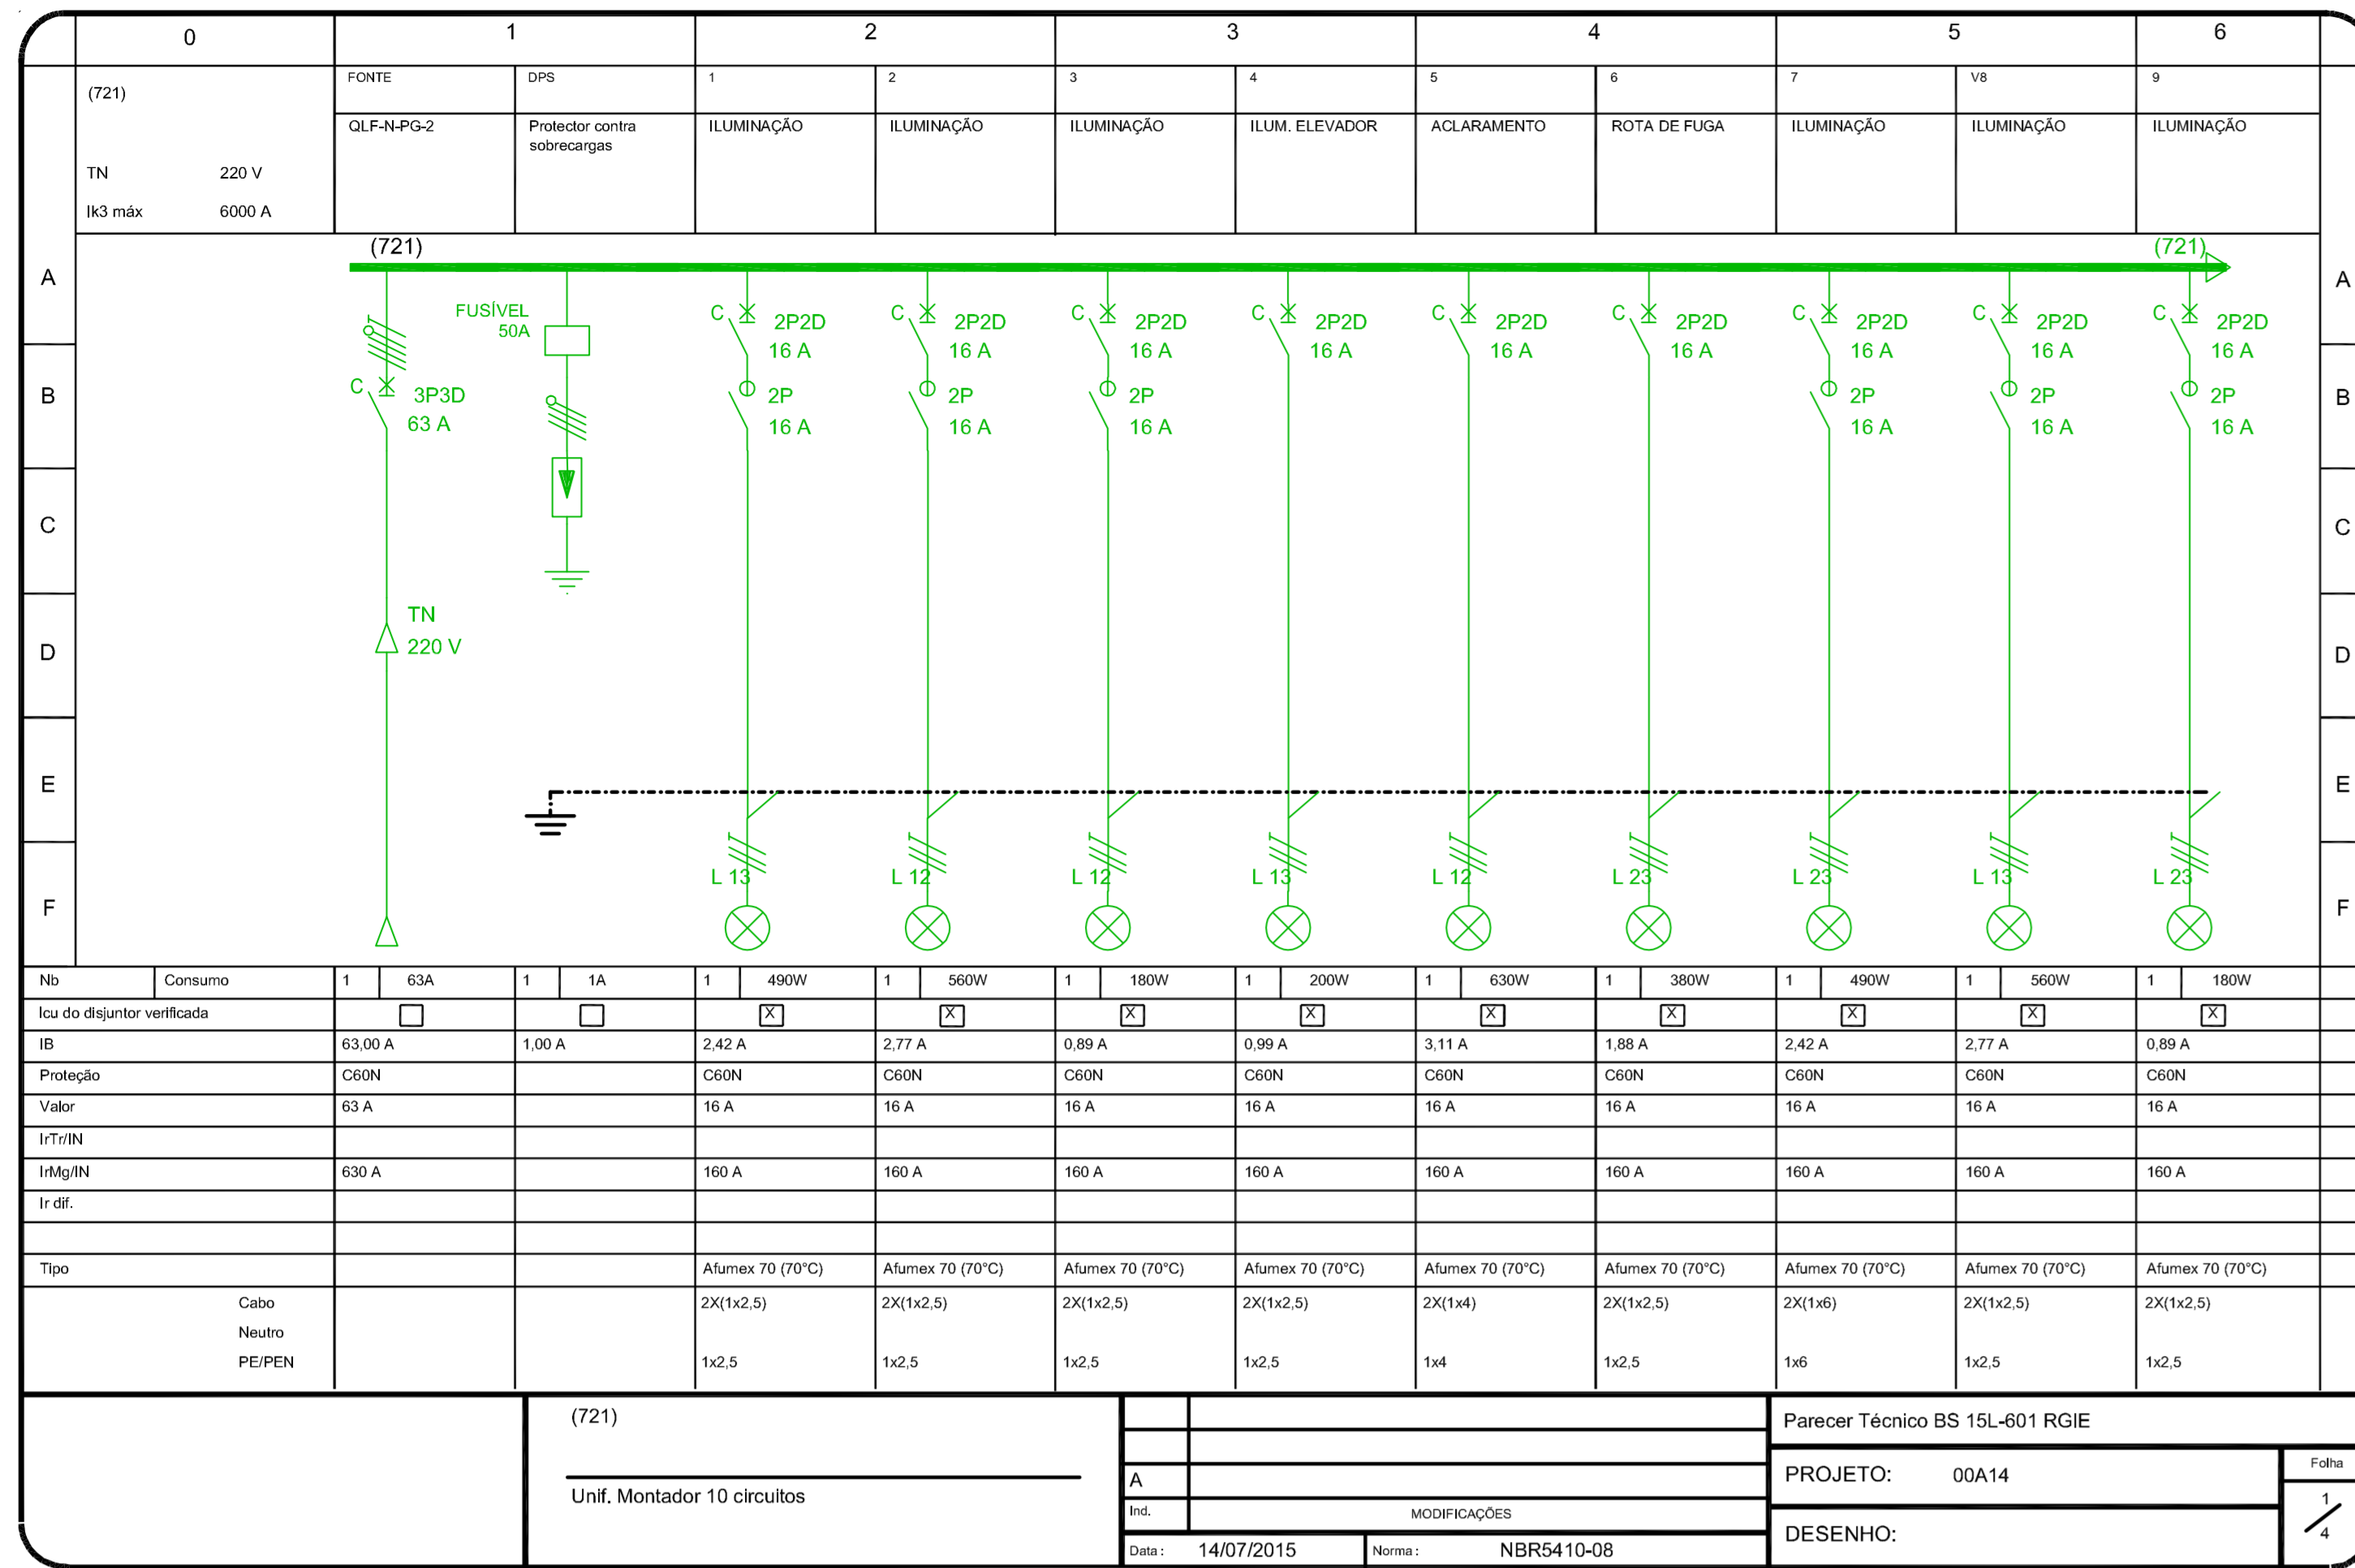 0 1 2 3 4 5 6
(721) FONTE DPS 1 2 3 4 5 6 7 V8 9
QLF-N-PG-2 Protector contra sobrecargas ILUMINAÇÃO ILUMINAÇÃO ILUMINAÇÃO ILUM. ELEVADOR ACLARAMENTO ROTA DE FUGA ILUMINAÇÃO ILUMINAÇÃO ILUMINAÇÃO
TN 220 V
Ik3 máx 6000 A
(721) (721)
A A
FUSÍVEL
50A
C C C C C C C C C
2P2D 2P2D 2P2D 2P2D 2P2D 2P2D 2P2D 2P2D 2P2D
16 A 16 A 16 A 16 A 16 A 16 A 16 A 16 A 16 A
B C 3P3D 2P 2P 2P 2P 2P 2P B
63 A 16 A 16 A 16 A 16 A 16 A 16 A
C C
TN
220 V
D D
E E
L 13 L 12 L 12 L 13 L 12 L 23 L 23 L 13 L 23
F F
Nb Consumo 1 63A 1 1A 1 490W 1 560W 1 180W 1 200W 1 630W 1 380W 1 490W 1 560W 1 180W
Icu do disjuntor verificada X X X X X X X X X
IB 63,00 A 1,00 A 2,42 A 2,77 A 0,89 A 0,99 A 3,11 A 1,88 A 2,42 A 2,77 A 0,89 A
Proteção C60N C60N C60N C60N C60N C60N C60N C60N C60N C60N
Valor 63 A 16 A 16 A 16 A 16 A 16 A 16 A 16 A 16 A 16 A
IrTr/IN
IrMg/IN 630 A 160 A 160 A 160 A 160 A 160 A 160 A 160 A 160 A 160 A
Ir dif.
Tipo Afumex 70 (70°C) Afumex 70 (70°C) Afumex 70 (70°C) Afumex 70 (70°C) Afumex 70 (70°C) Afumex 70 (70°C) Afumex 70 (70°C) Afumex 70 (70°C) Afumex 70 (70°C)
Cabo 2X(1x2,5) 2X(1x2,5) 2X(1x2,5) 2X(1x2,5) 2X(1x4) 2X(1x2,5) 2X(1x6) 2X(1x2,5) 2X(1x2,5)
Neutro
PE/PEN 1x2,5 1x2,5 1x2,5 1x2,5 1x4 1x2,5 1x6 1x2,5 1x2,5
(721)
Unif. Montador 10 circuitos
A
Ind. MODIFICAÇÕES
Data : 14/07/2015 Norma : NBR5410-08
Parecer Técnico BS 15L-601 RGIE
PROJETO: 00A14
DESENHO:
Folha
1/4